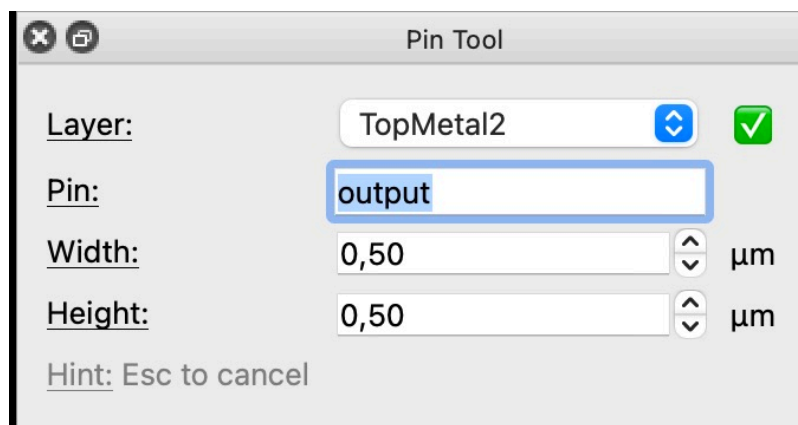 Pin Tool
Layer: TopMetal2
Pin: output
Width: 0,50 µm
Height: 0,50 µm
Hint: Esc to cancel